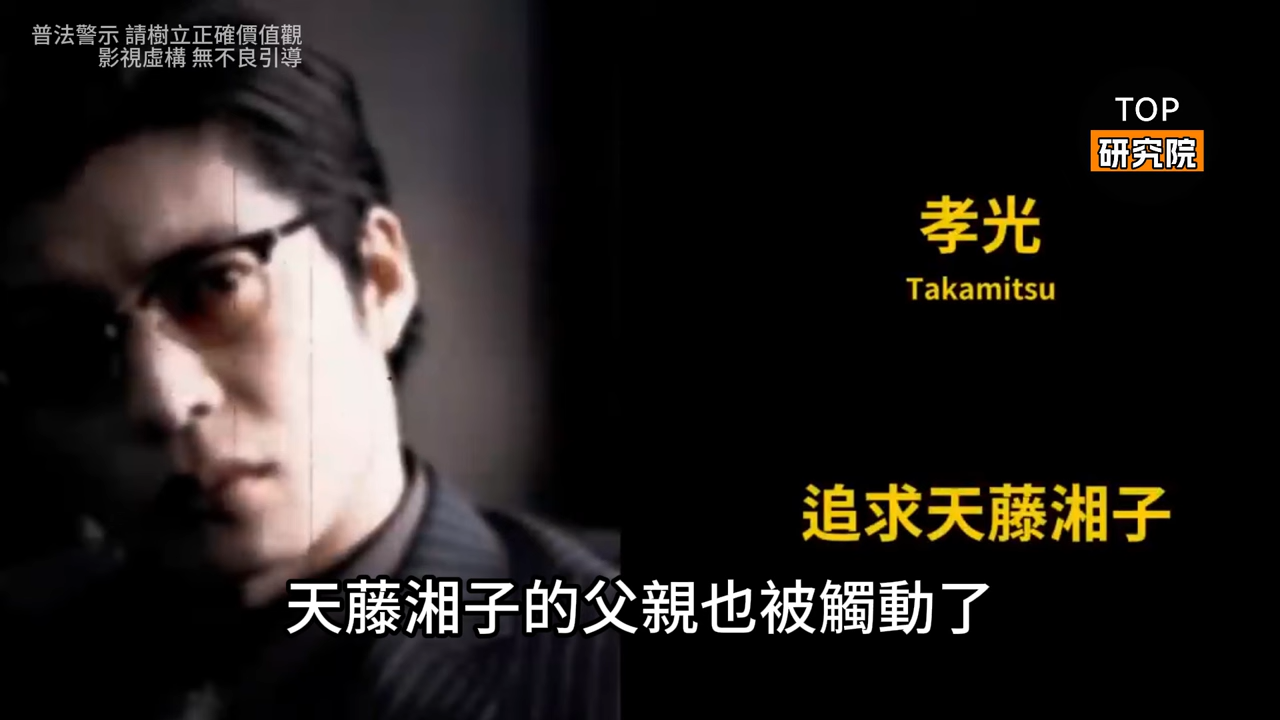 普法警示 請樹立正確價值觀
影視虛構 無不良引導
TOP
研究院
孝光
Takamitsu
追求天藤湘子
天藤湘子的父親也被觸動了